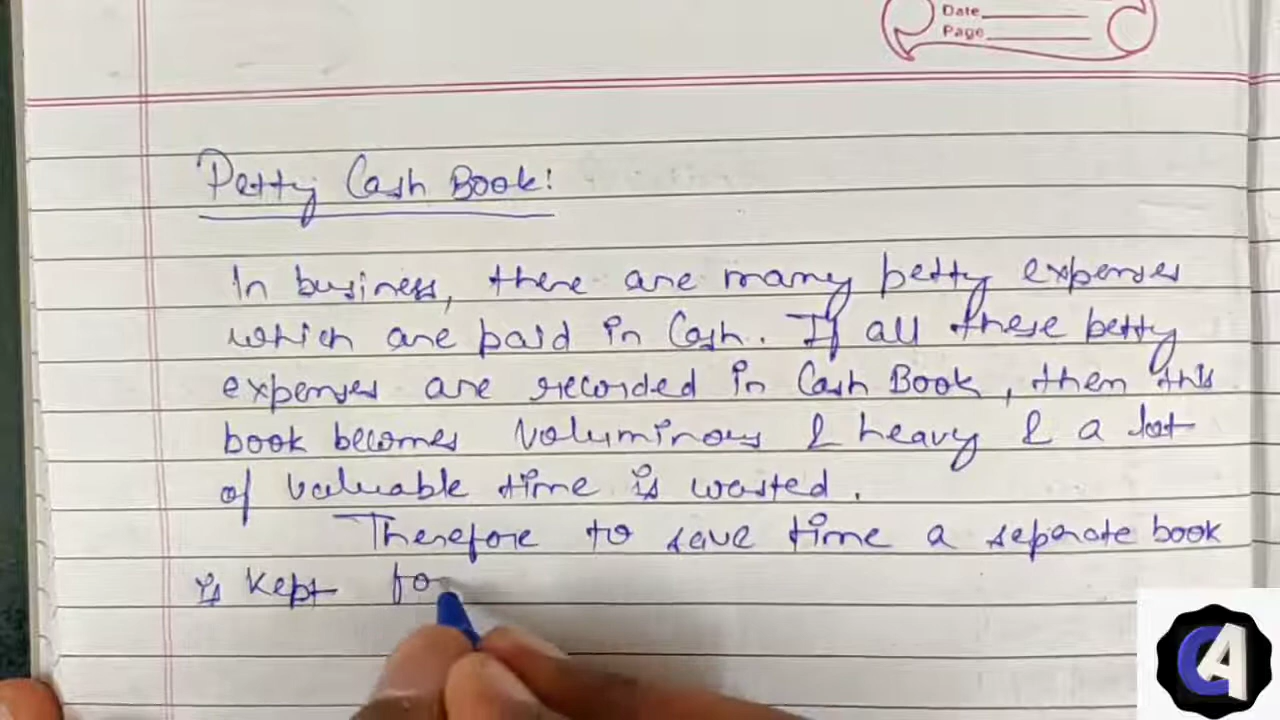 Date
Page
Petty Cash Book:
In business, there are many petty expenses
which are paid in Cash. If all these petty
expenses are recorded in Cash Book, then this
book becomes voluminous & heavy & a lot
of valuable time is wasted.
Therefore to save time a separate book
is kept fo
CA